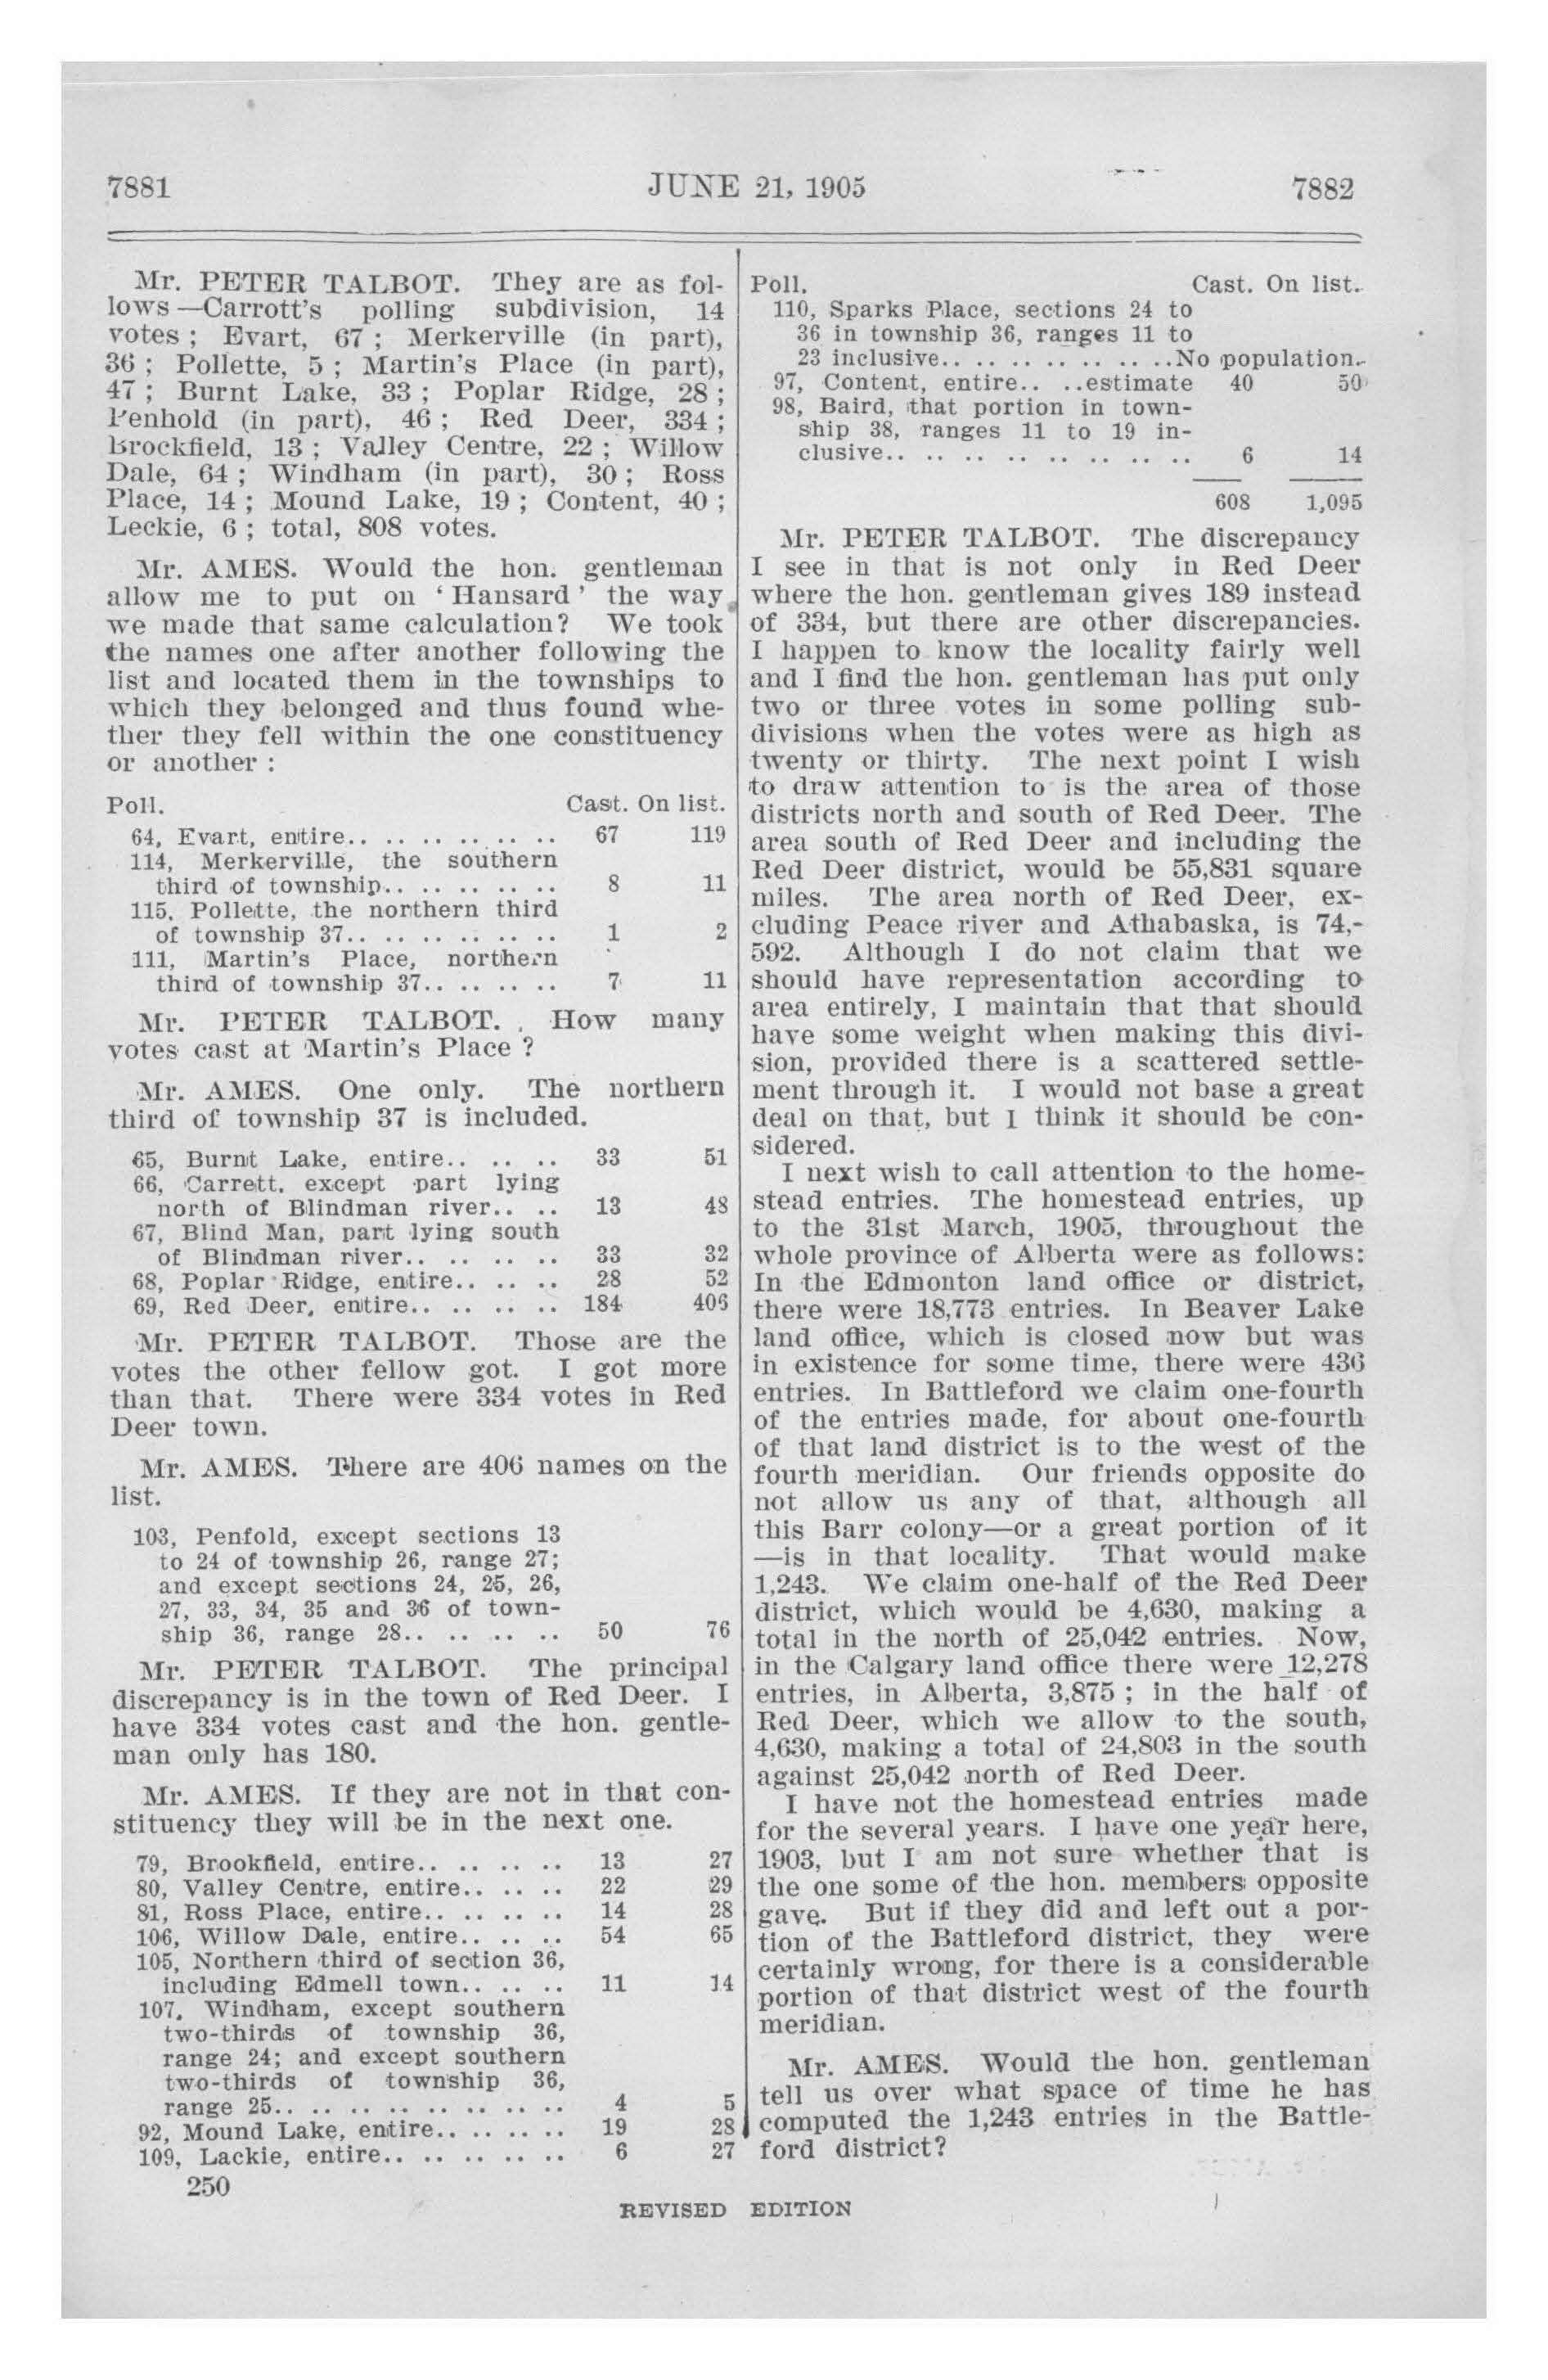 7881 JUNE 21, 1905 7882
Mr. PETER TALBOT. They are as fol-
lows—Carrott's polling subdivision, 14
votes ; Evart, 67 ; Merkerville (in part),
36 ; Pollette, 5 ; Martin's Place (in part),
47 ; Burnt Lake, 33 ; Poplar Ridge, 28 ;
Penhold (in part), 46 ; Red Deer, 334 ;
Brockfield, 13 ; Valley Centre, 22 ; Willow
Dale, 64 ; Windham (in part), 30 ; Ross
Place, 14 ; Mound Lake, 19 ; Content, 40 ;
Leckie, 6 ; total, 808 votes.
Mr. AMES. Would the hon. gentleman
allow me to put on ‘ Hansard ’ the way
we made that same calculation? We took
the names one after another following the
list and located them in the townships to
which they belonged and thus found whe-
ther they fell within the one constituency
or another :
Poll. Cast. On list.
64, Evart, entire.. .. .. .. .. .. 67 119
114, Merkerville, the southern
third of township.. .. .. .. .. 8 11
115, Pollette, the northern third
of township 37.. .. .. .. .. .. 1 2
111, Martin's Place, northern
third of township 37.. .. .. .. 7 11
Mr. PETER TALBOT. How many
votes cast at Martin's Place ?
Mr. AMES. One only. The northern
third of township 37 is included.
65, Burnt Lake, entire.. .. .. 33 51
66, Carrett, except part lying
north of Blindman river.. .. 13 48
67, Blind Man, part lying south
of Blindman river.. .. .. .. 33 32
68, Poplar Ridge, entire.. .. .. 28 52
69, Red Deer, entire.. .. .. .. 184 406
Mr. PETER TALBOT. Those are the
votes the other fellow got. I got more
than that. There were 334 votes in Red
Deer town.
Mr. AMES. There are 406 names on the
list.
103, Penfold, except sections 13
to 24 of township 26, range 27;
and except sections 24, 25, 26,
27, 33, 34, 35 and 36 of town-
ship 36, range 28.. .. .. .. 50 76
Mr. PETER TALBOT. The principal
discrepancy is in the town of Red Deer. I
have 334 votes cast and the hon. gentle-
man only has 180.
Mr. AMES. If they are not in that con-
stituency they will be in the next one.
79, Brookfield, entire.. .. .. .. 13 27
80, Valley Centre, entire.. .. .. 22 29
81, Ross Place, entire.. .. .. .. 14 28
106, Willow Dale, entire.. .. .. 54 65
105, Northern third of section 36,
including Edmell town.. .. .. 11 14
107, Windham, except southern
two-thirds of township 36,
range 24; and except southern
two-thirds of township 36,
range 25.. .. .. .. .. .. .. .. 4 5
92, Mound Lake, entire.. .. .. .. 19 28
109, Lackie, entire.. .. .. .. .. 6 27
250
Poll. Cast. On list.
110, Sparks Place, sections 24 to
36 in township 36, ranges 11 to
23 inclusive.. .. .. .. .. .. ..No population.
97, Content, entire.. ..estimate 40 50
98, Baird, that portion in town-
ship 38, ranges 11 to 19 in-
clusive.. .. .. .. .. .. .. .. 6 14
608 1,095
Mr. PETER TALBOT. The discrepancy
I see in that is not only in Red Deer
where the hon. gentleman gives 189 instead
of 334, but there are other discrepancies.
I happen to know the locality fairly well
and I find the hon. gentleman has put only
two or three votes in some polling sub-
divisions when the votes were as high as
twenty or thirty. The next point I wish
to draw attention to is the area of those
districts north and south of Red Deer. The
area south of Red Deer and including the
Red Deer district, would be 55,831 square
miles. The area north of Red Deer, ex-
cluding Peace river and Athabaska, is 74,-
592. Although I do not claim that we
should have representation according to
area entirely, I maintain that that should
have some weight when making this divi-
sion, provided there is a scattered settle-
ment through it. I would not base a great
deal on that, but I think it should be con-
sidered.
I next wish to call attention to the home-
stead entries. The homestead entries, up
to the 31st March, 1905, throughout the
whole province of Alberta were as follows:
In the Edmonton land office or district,
there were 18,773 entries. In Beaver Lake
land office, which is closed now but was
in existence for some time, there were 436
entries. In Battleford we claim one-fourth
of the entries made, for about one-fourth
of that land district is to the west of the
fourth meridian. Our friends opposite do
not allow us any of that, although all
this Barr colony—or a great portion of it
—is in that locality. That would make
1,243. We claim one-half of the Red Deer
district, which would be 4,630, making a
total in the north of 25,042 entries. Now,
in the Calgary land office there were 12,278
entries, in Alberta, 3,875 ; in the half of
Red Deer, which we allow to the south,
4,630, making a total of 24,803 in the south
against 25,042 north of Red Deer.
I have not the homestead entries made
for the several years. I have one year here,
1903, but I am not sure whether that is
the one some of the hon. members opposite
gave. But if they did and left out a por-
tion of the Battleford district, they were
certainly wrong, for there is a considerable
portion of that district west of the fourth
meridian.
Mr. AMES. Would the hon. gentleman
tell us over what space of time he has
computed the 1,243 entries in the Battle-
ford district?
REVISED EDITION